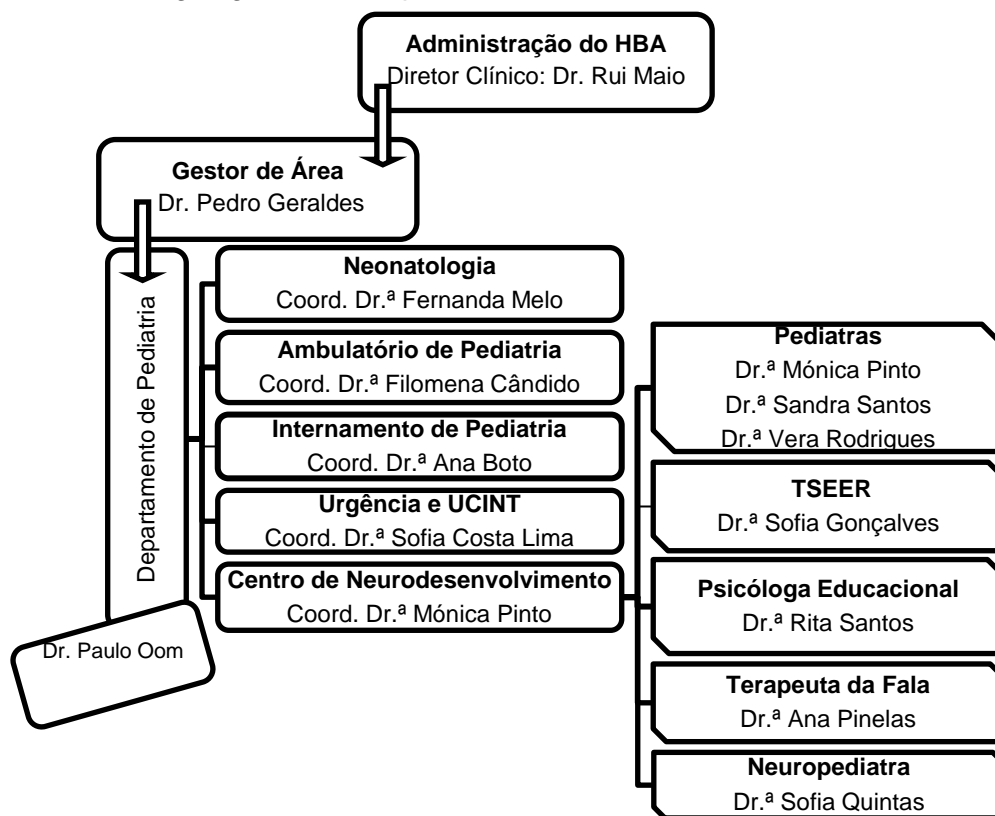 Administração do HBA
Diretor Clínico: Dr. Rui Maio
Gestor de Área
Dr. Pedro Geraldes
Departamento de Pediatria
Dr. Paulo Oom
Neonatologia
Coord. Dr.ª Fernanda Melo
Ambulatório de Pediatria
Coord. Dr.ª Filomena Cândido
Internamento de Pediatria
Coord. Dr.ª Ana Boto
Urgência e UCINT
Coord. Dr.ª Sofia Costa Lima
Centro de Neurodesenvolvimento
Coord. Dr.ª Mónica Pinto
Pediatras
Dr.ª Mónica Pinto
Dr.ª Sandra Santos
Dr.ª Vera Rodrigues
TSEER
Dr.ª Sofia Gonçalves
Psicóloga Educacional
Dr.ª Rita Santos
Terapeuta da Fala
Dr.ª Ana Pinelas
Neuropediatra
Dr.ª Sofia Quintas